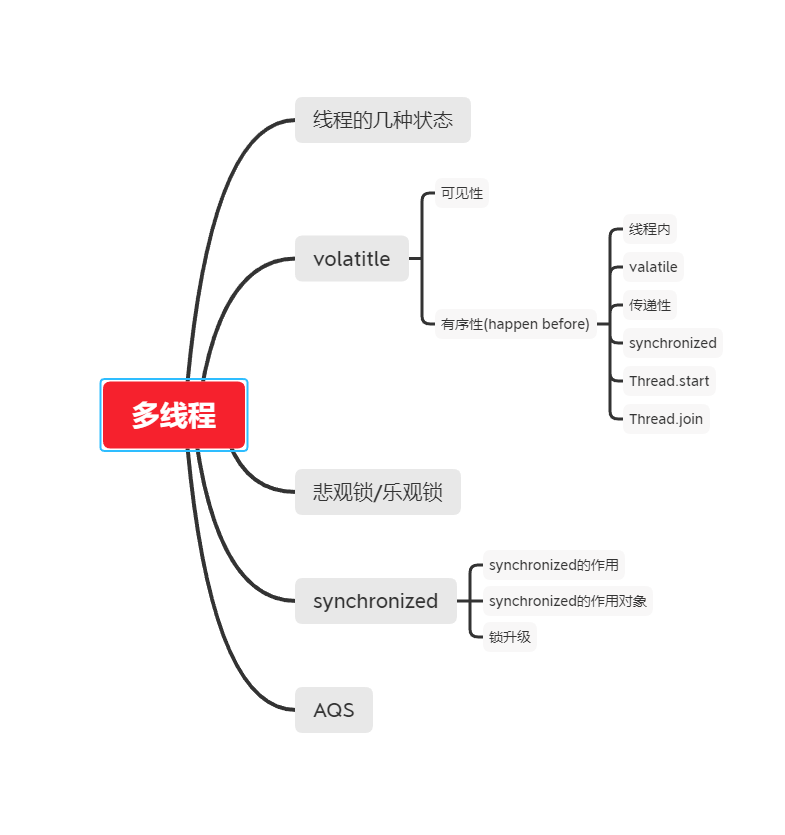 多线程
线程的几种状态
volatitle
可见性
有序性(happen before)
线程内
valatile
传递性
synchronized
Thread.start
Thread.join
悲观锁/乐观锁
synchronized
synchronized的作用
synchronized的作用对象
锁升级
AQS